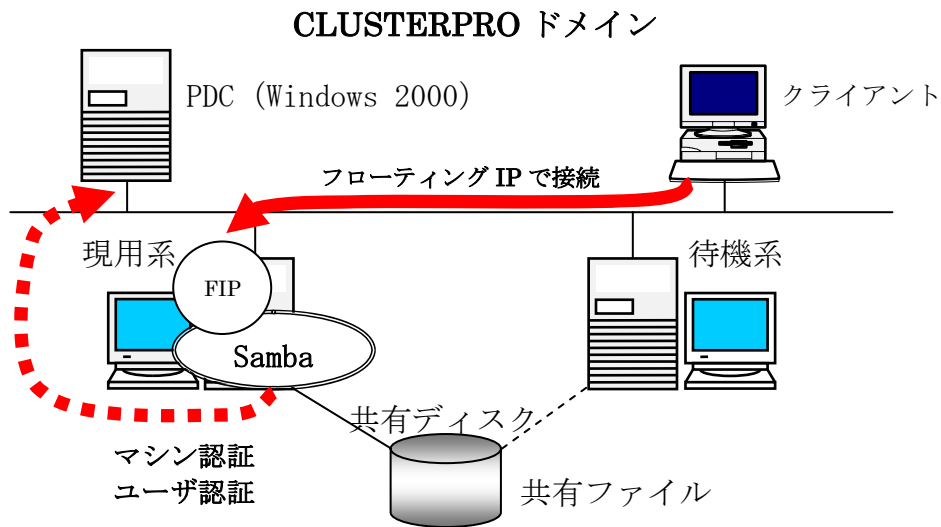 CLUSTERPRO ドメイン
PDC (Windows 2000)
クライアント
フローティング IP で接続
現用系
待機系
FIP
Samba
共有ディスク
マシン認証
ユーザ認証
共有ファイル